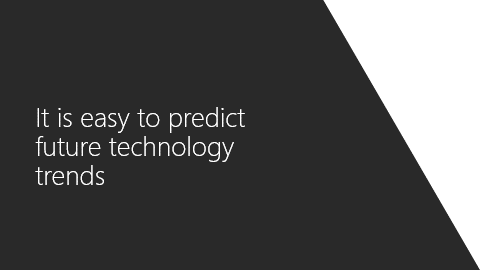 It is easy to predict
future technology
trends